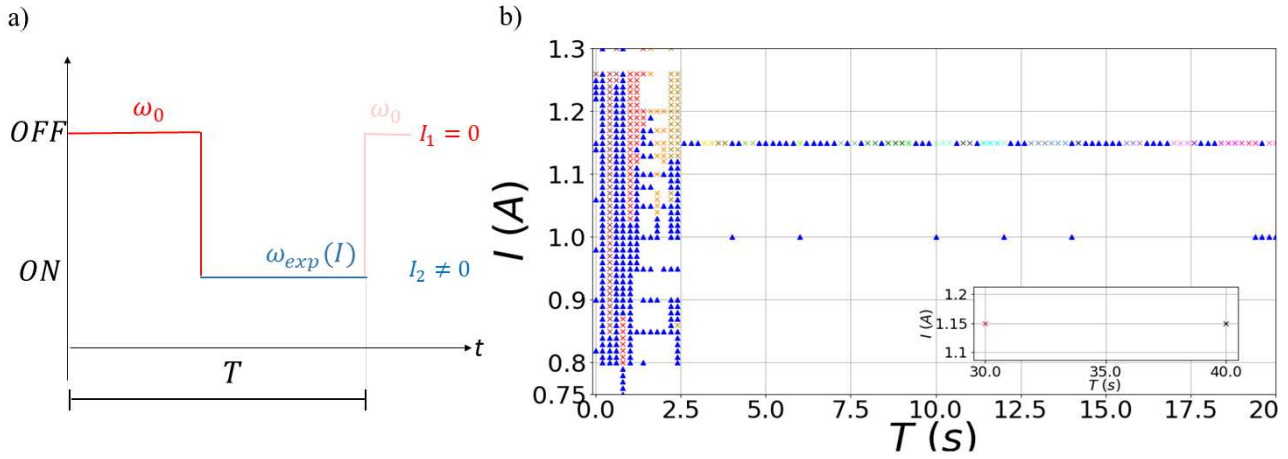 a)
ω₀
ω₀
OFF
I₁ = 0
ON
ω_exp(I)
I₂ ≠ 0
t
T
b)
1.3
1.2
1.1
1.0
0.9
0.8
0.75
I (A)
0.0
2.5
5.0
7.5
10.0
12.5
15.0
17.5
20
T (s)
1.2
1.15
1.1
I (A)
30.0
35.0
40.0
T (s)